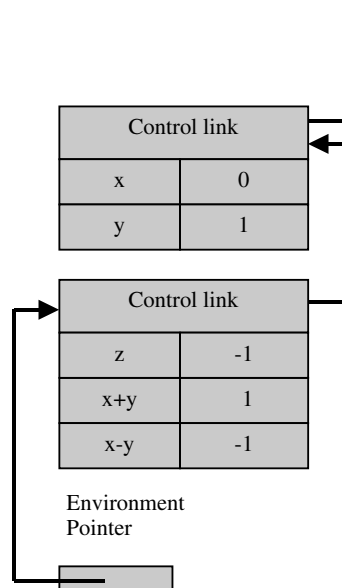 Control link
x 0
y 1
Control link
z -1
x+y 1
x-y -1
Environment
Pointer